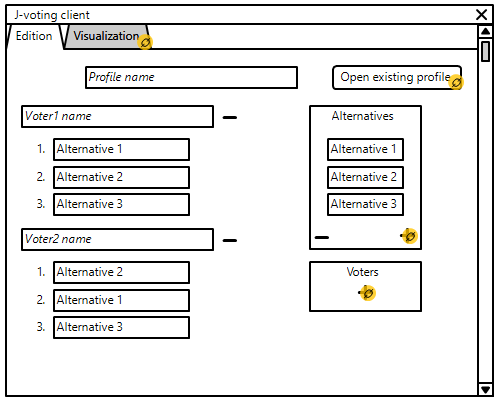 J-voting client
Edition
Visualization
Profile name
Open existing profile
Voter1 name
1. Alternative 1
2. Alternative 2
3. Alternative 3
Voter2 name
1. Alternative 2
2. Alternative 1
3. Alternative 3
Alternatives
Alternative 1
Alternative 2
Alternative 3
Voters